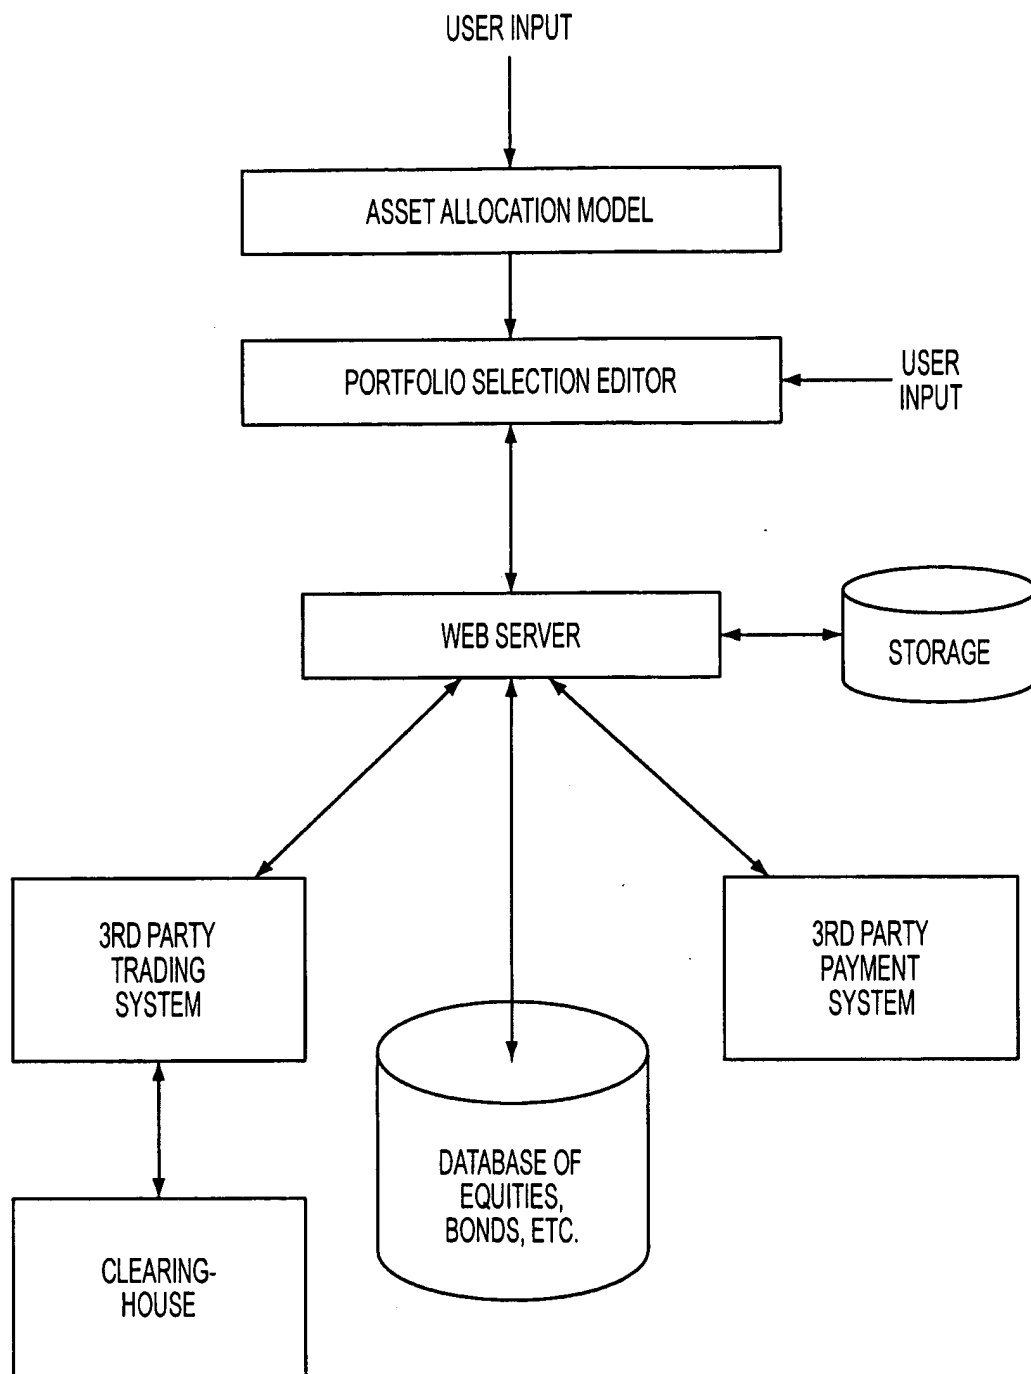 USER INPUT
ASSET ALLOCATION MODEL
PORTFOLIO SELECTION EDITOR
USER
INPUT
WEB SERVER
STORAGE
3RD PARTY
TRADING
SYSTEM
3RD PARTY
PAYMENT
SYSTEM
DATABASE OF
EQUITIES,
BONDS, ETC.
CLEARING-
HOUSE